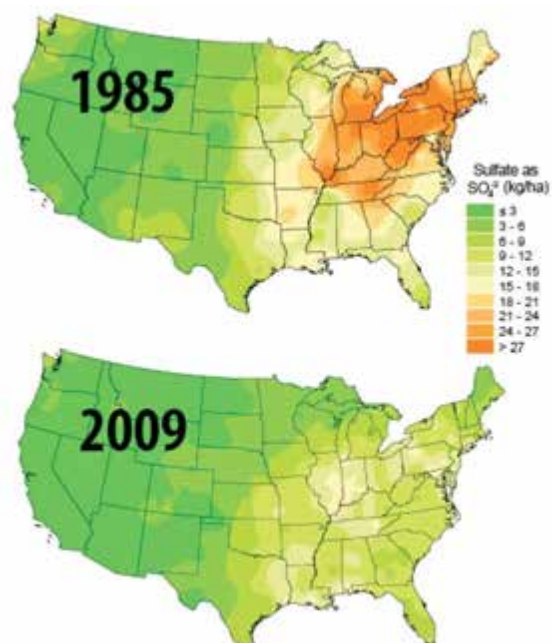 1985
Sulfate as
SO₄²⁻ (kg/ha)
≤ 3
3 - 6
6 - 9
9 - 12
12 - 15
15 - 18
18 - 21
21 - 24
24 - 27
> 27
2009